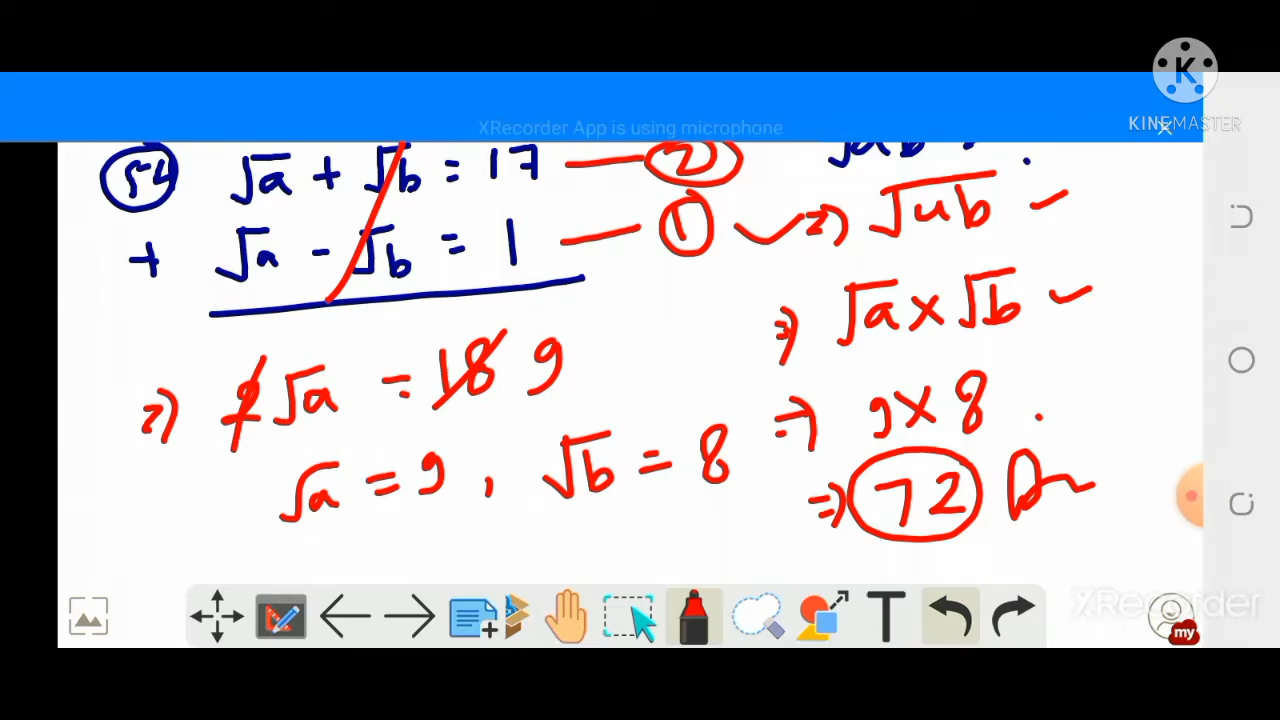 KINEMASTER
XRecorder App is using microphone
54 √a + √b = 17 — 2
+ √a - √b = 1 — 1
⇒ 2√a = 18 9
√a = 9 , √b = 8
⇒ √ab
⇒ √a × √b
⇒ 9 × 8
⇒ 72
T
XRecorder
my